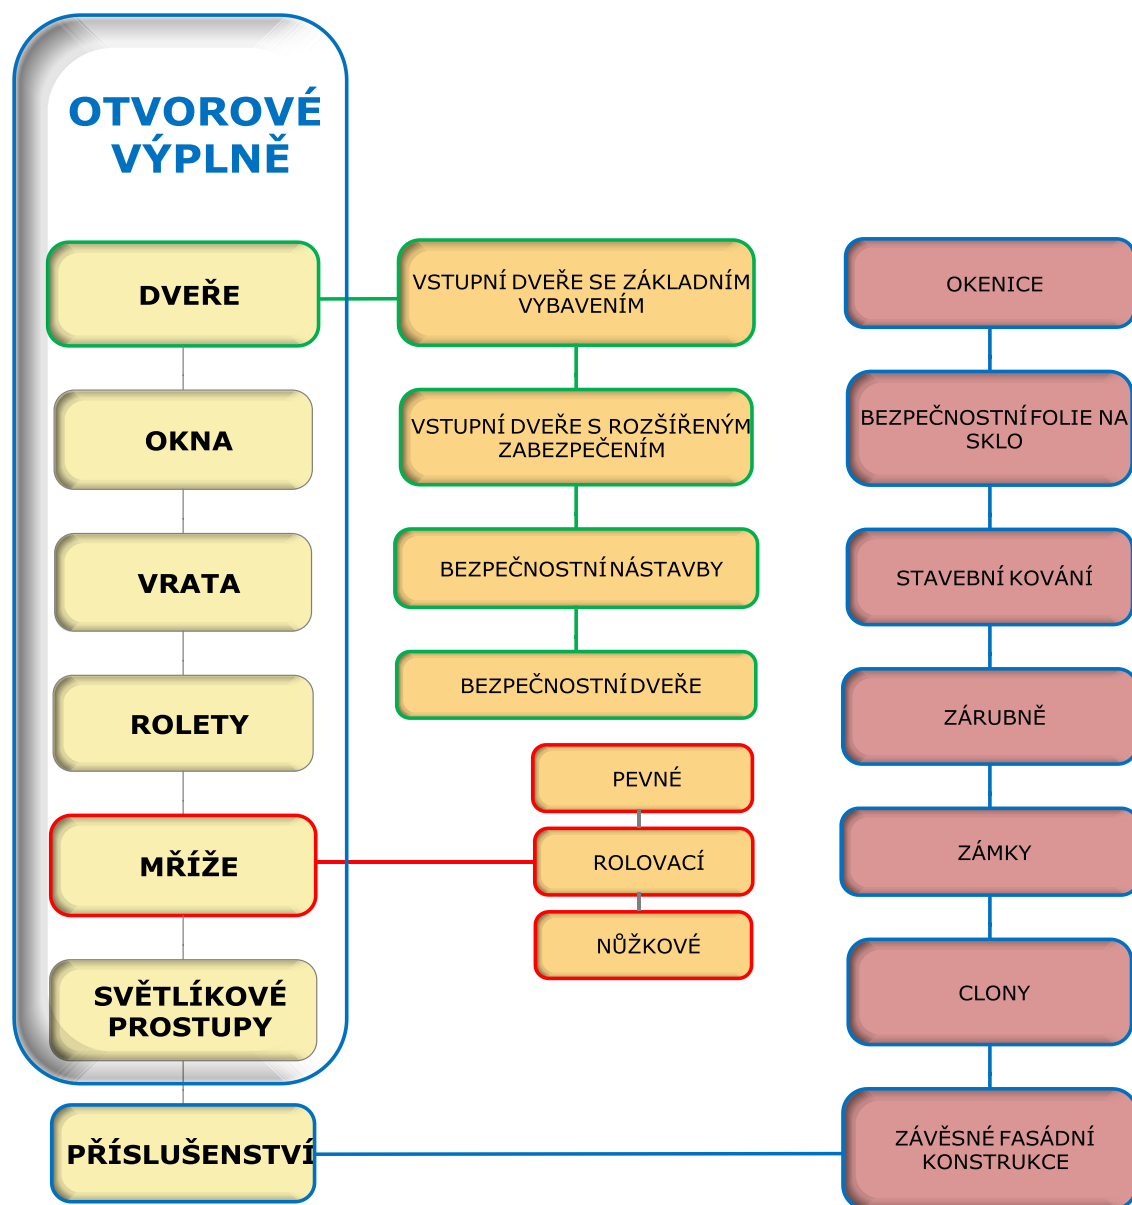 OTVOROVÉ
VÝPLNĚ
DVEŘE
OKNA
VRATA
ROLETY
MŘÍŽE
SVĚTLÍKOVÉ
PROSTUPY
PŘÍSLUŠENSTVÍ
VSTUPNÍ DVEŘE SE ZÁKLADNÍM
VYBAVENÍM
VSTUPNÍ DVEŘE S ROZŠÍŘENÝM
ZABEZPEČENÍM
BEZPEČNOSTNÍ NÁSTAVBY
BEZPEČNOSTNÍ DVEŘE
PEVNÉ
ROLOVACÍ
NŮŽKOVÉ
OKENICE
BEZPEČNOSTNÍ FOLIE NA
SKLO
STAVEBNÍ KOVÁNÍ
ZÁRUBNĚ
ZÁMKY
CLONY
ZÁVĚSNÉ FASÁDNÍ
KONSTRUKCE